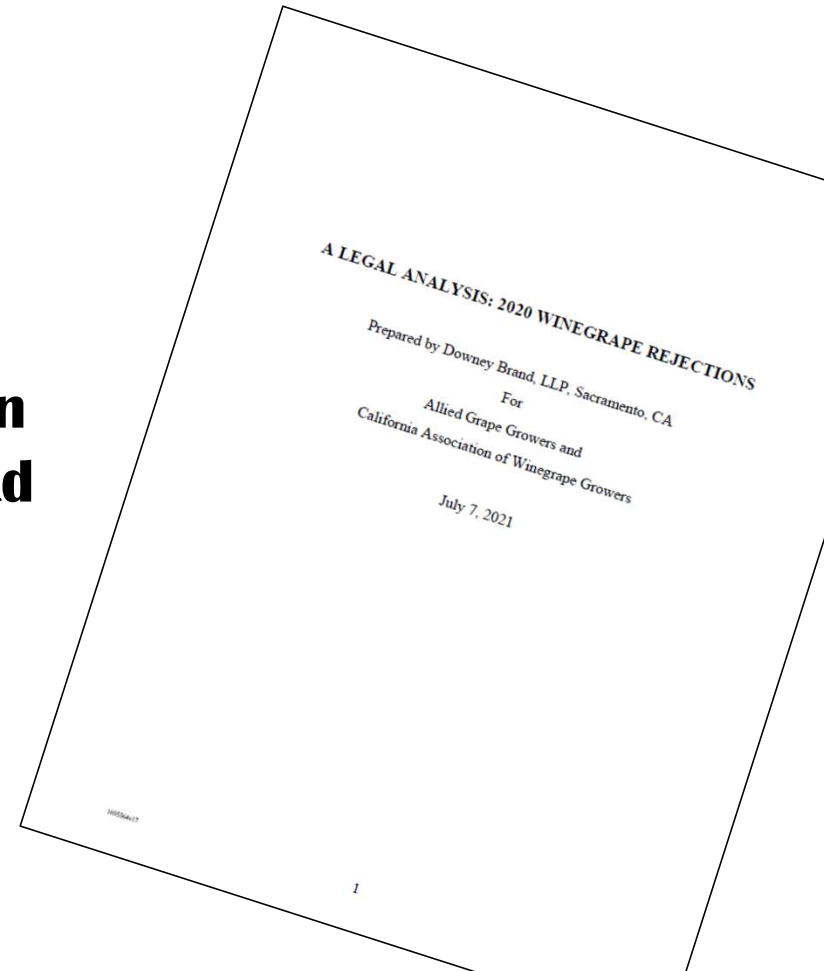 n
d
A LEGAL ANALYSIS: 2020 WINEGRAPE REJECTIONS
Prepared by Downey Brand, LLP, Sacramento, CA
For
Allied Grape Growers and
California Association of Winegrape Growers
July 7, 2021
1